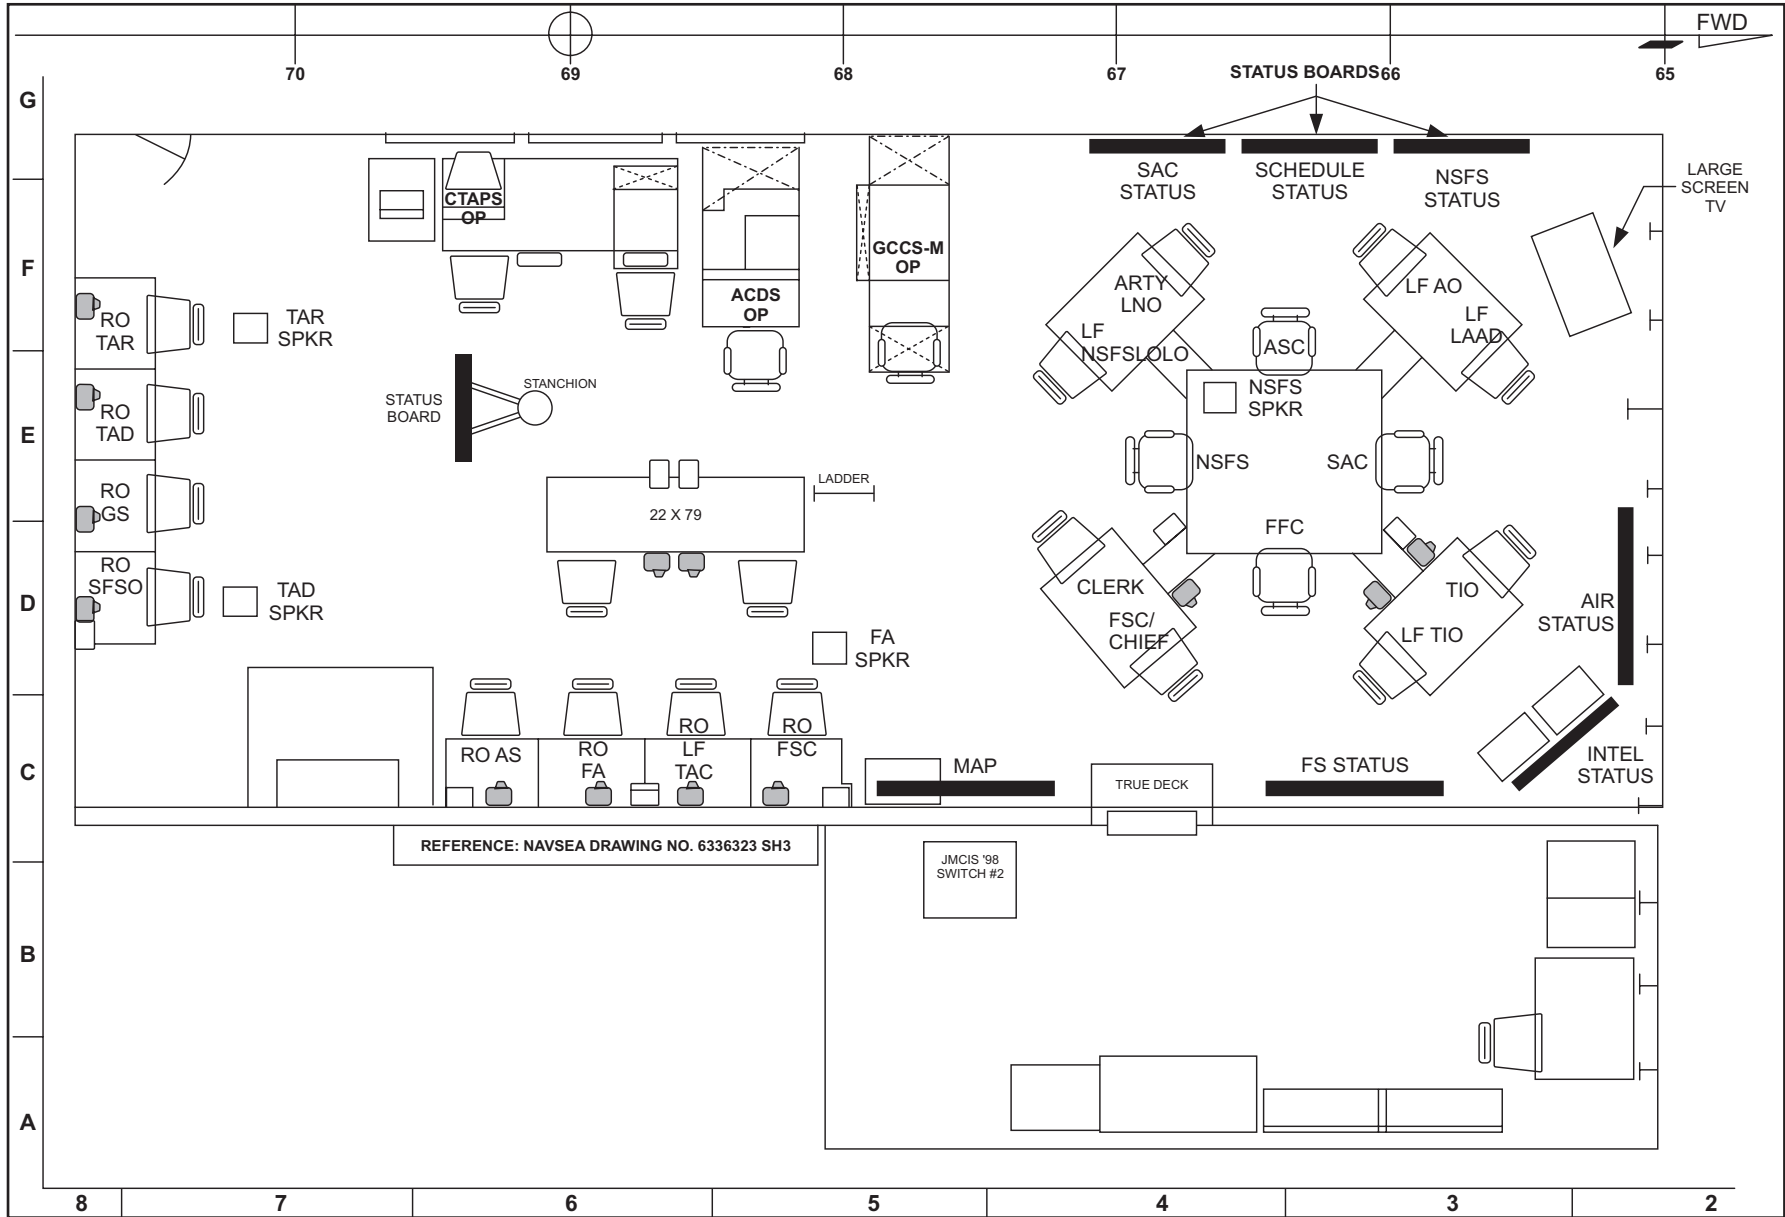 FWD
70
69
68
67
STATUS BOARDS
66
65
G
SAC
STATUS
SCHEDULE
STATUS
NSFS
STATUS
LARGE
SCREEN
TV
CTAPS
OP
F
GCCS-M
OP
ACDS
OP
ARTY
LNO
LF
NSFSLOLO
LF AO
LF
LAAD
RO
TAR
TAR
SPKR
ASC
STATUS
BOARD
STANCHION
NSFS
SPKR
E
RO
TAD
NSFS
SAC
RO
GS
LADDER
22 X 79
FFC
D
RO
SFSO
TAD
SPKR
CLERK
FSC/
CHIEF
TIO
LF TIO
AIR
STATUS
FA
SPKR
C
RO AS
RO
FA
RO
LF
TAC
RO
FSC
MAP
TRUE DECK
FS STATUS
INTEL
STATUS
REFERENCE: NAVSEA DRAWING NO. 6336323 SH3
JMCIS '98
SWITCH #2
B
A
8
7
6
5
4
3
2